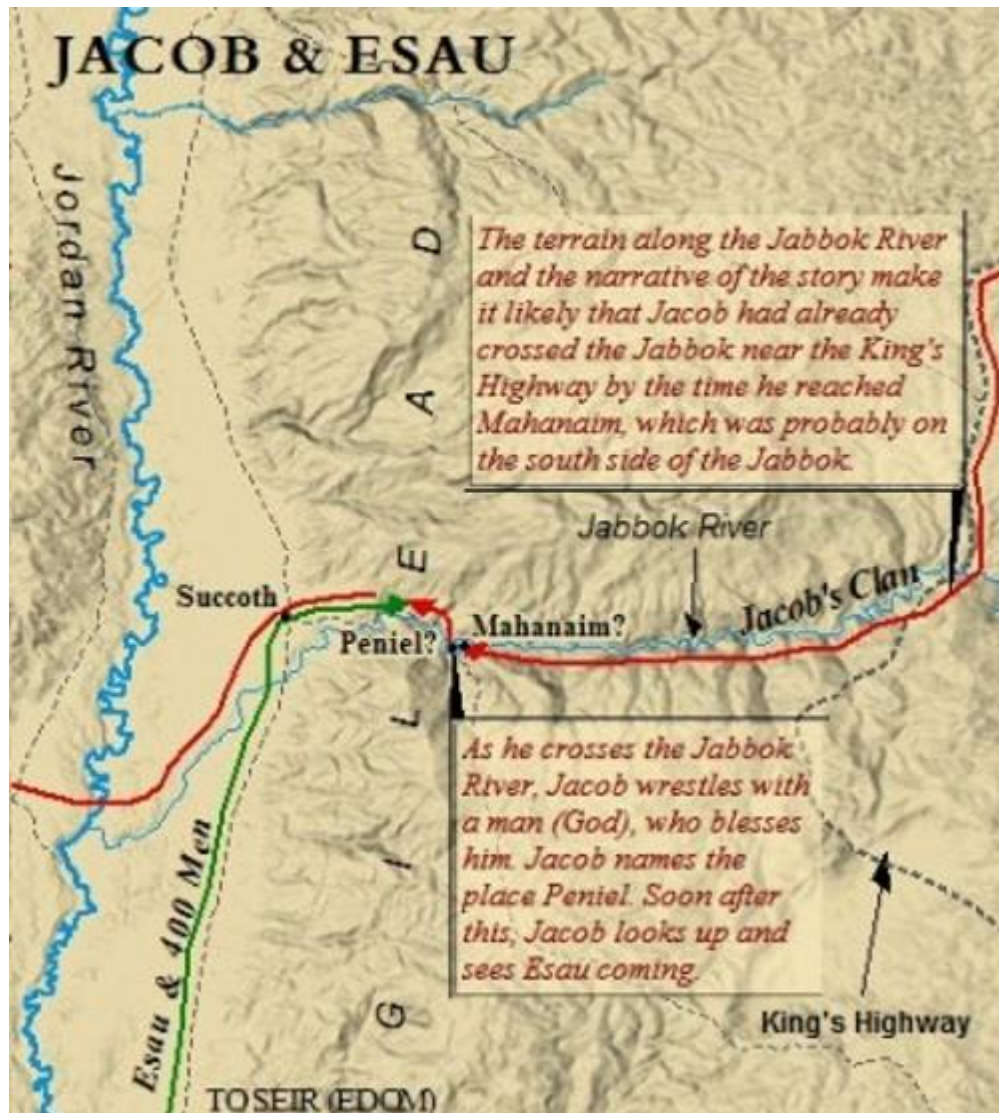 JACOB & ESAU
Jordan River
The terrain along the Jabbok River
and the narrative of the story make
it likely that Jacob had already
crossed the Jabbok near the King's
Highway by the time he reached
Mahanaim, which was probably on
the south side of the Jabbok.
Jabbok River
Jacob's Clan
Succoth
Peniel?
Mahanaim?
GILEAD
As he crosses the Jabbok
River, Jacob wrestles with
a man (God), who blesses
him. Jacob names the
place Peniel. Soon after
this, Jacob looks up and
sees Esau coming.
Esau & 400 Men
King's Highway
TO SEIR (EDOM)